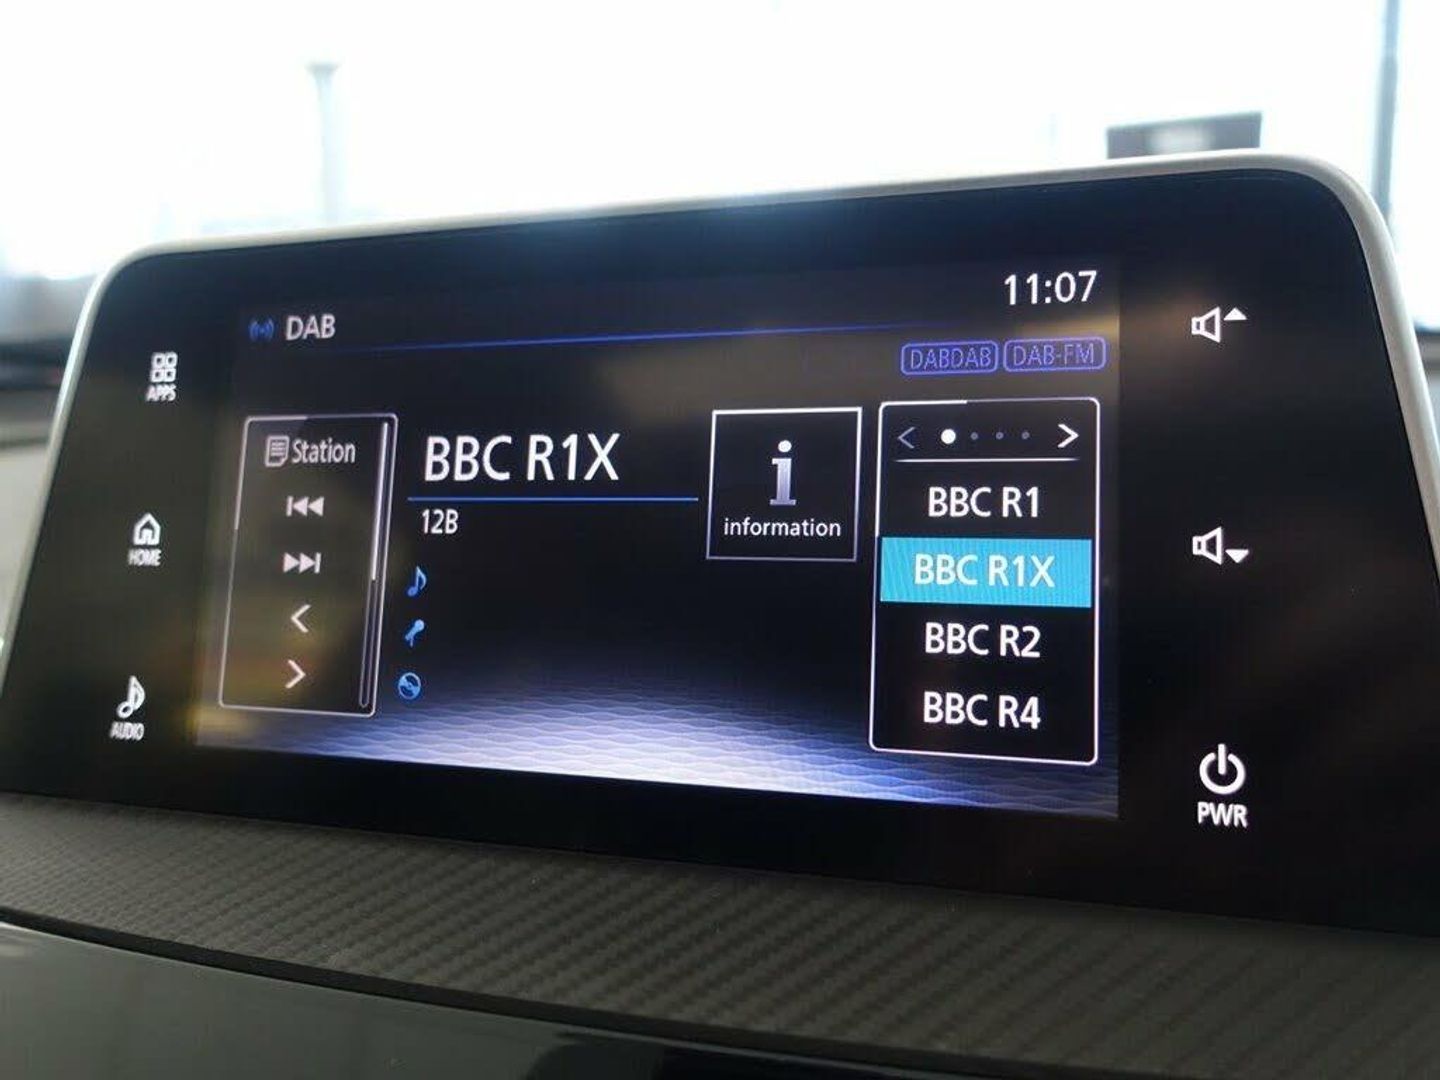 11:07
DAB
DABDAB DAB-FM
APPS
Station
BBC R1X
12B
information
BBC R1
BBC R1X
BBC R2
BBC R4
HOME
AUDIO
PWR